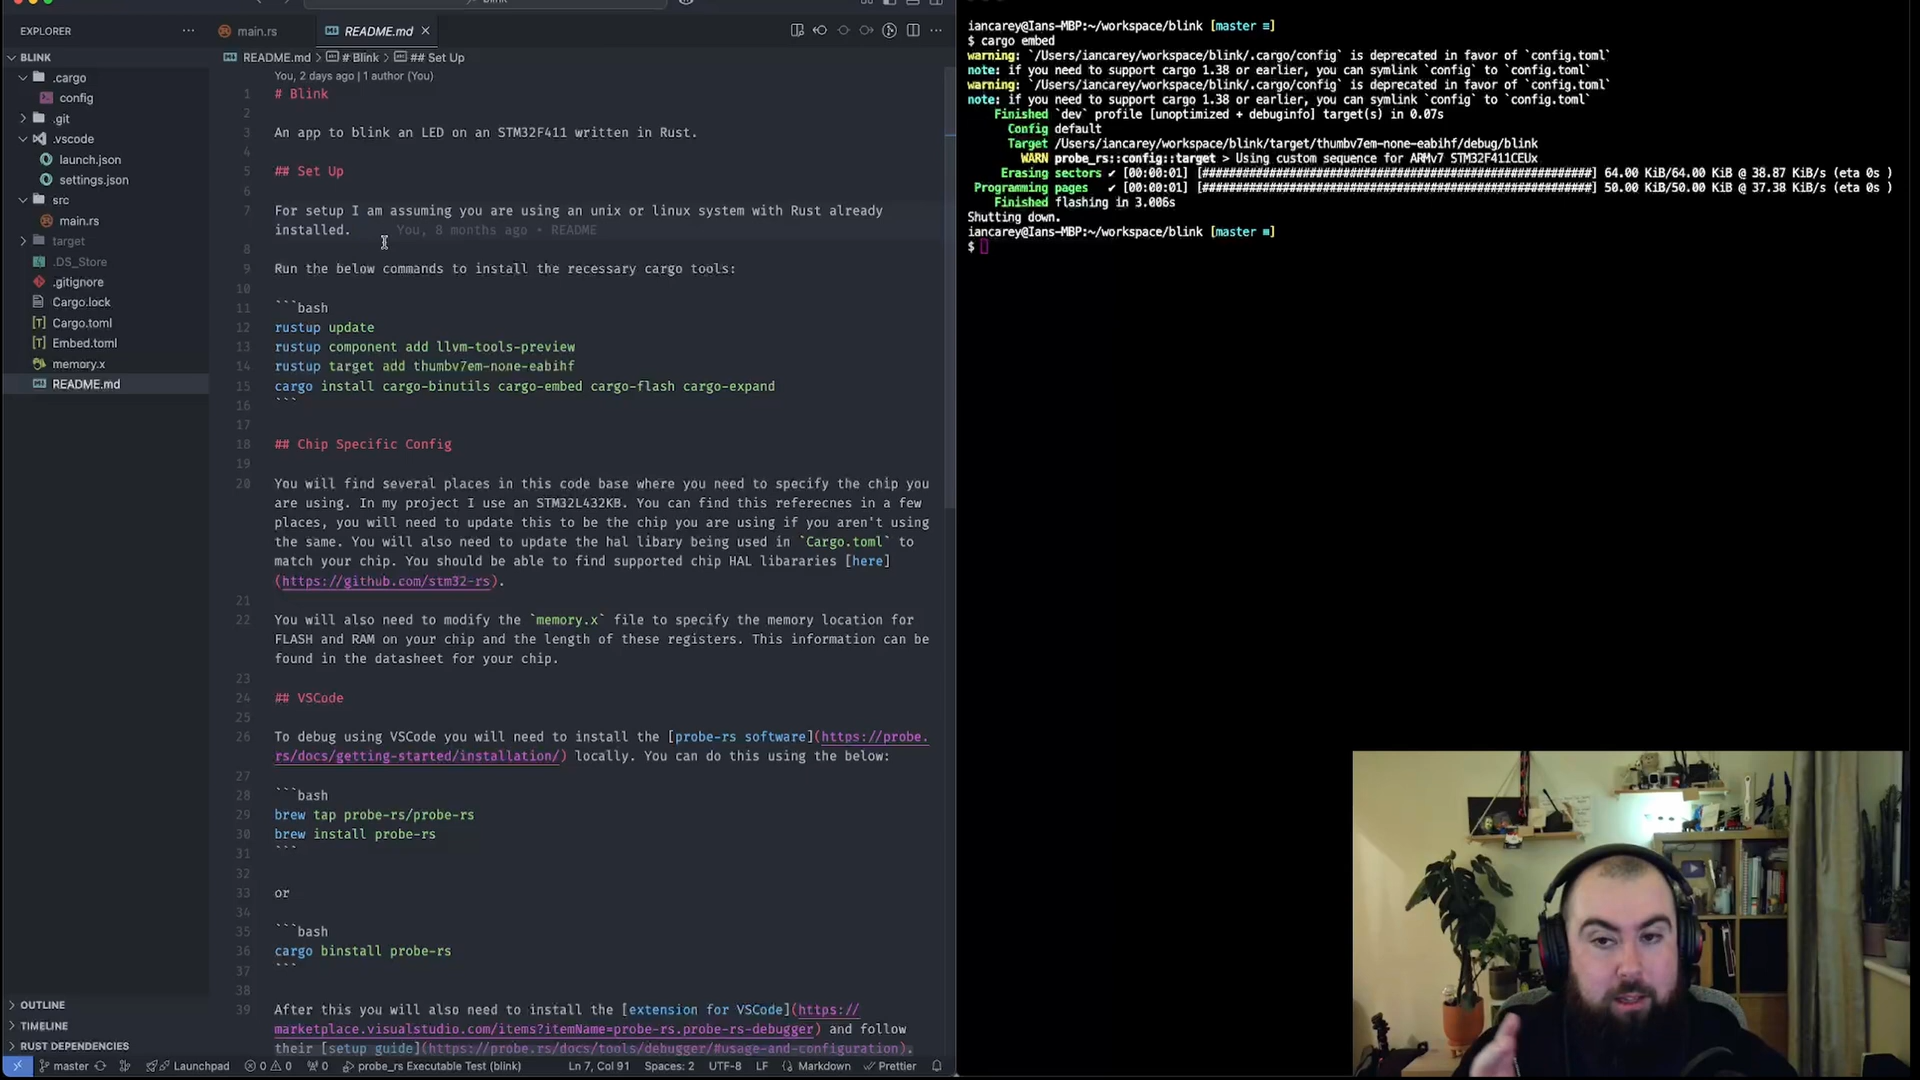 EXPLORER
BLINK
.cargo
config
.git
.vscode
launch.json
settings.json
src
main.rs
target
.DS_Store
.gitignore
Cargo.lock
Cargo.toml
Embed.toml
memory.x
README.md
OUTLINE
TIMELINE
RUST DEPENDENCIES
main.rs
README.md
README.md > # Blink > ## Set Up
You, 2 days ago | 1 author (You)
1 # Blink
2
3 An app to blink an LED on an STM32F411 written in Rust.
4
5 ## Set Up
6
7 For setup I am assuming you are using an unix or linux system with Rust already
installed. You, 8 months ago • README
8
9 Run the below commands to install the recessary cargo tools:
10
11 ```bash
12 rustup update
13 rustup component add llvm-tools-preview
14 rustup target add thumbv7em-none-eabihf
15 cargo install cargo-binutils cargo-embed cargo-flash cargo-expand
16 ```
17
18 ## Chip Specific Config
19
20 You will find several places in this code base where you need to specify the chip you
are using. In my project I use an STM32L432KB. You can find this referecnes in a few
places, you will need to update this to be the chip you are using if you aren't using
the same. You will also need to update the hal libary being used in `Cargo.toml` to
match your chip. You should be able to find supported chip HAL libararies [here]
(https://github.com/stm32-rs).
21
22 You will also need to modify the `memory.x` file to specify the memory location for
FLASH and RAM on your chip and the length of these registers. This information can be
found in the datasheet for your chip.
23
24 ## VSCode
25
26 To debug using VSCode you will need to install the [probe-rs software](https://probe.
rs/docs/getting-started/installation/) locally. You can do this using the below:
27
28 ```bash
29 brew tap probe-rs/probe-rs
30 brew install probe-rs
31 ```
32
33 or
34
35 ```bash
36 cargo binstall probe-rs
37 ```
38
39 After this you will also need to install the [extension for VSCode](https://
marketplace.visualstudio.com/items?itemName=probe-rs.probe-rs-debugger) and follow
their [setup guide](https://probe.rs/docs/tools/debugger/#usage-and-configuration).
master Launchpad 0 0 0 probe_rs Executable Test (blink) Ln 7, Col 91 Spaces: 2 UTF-8 LF Markdown Prettier
iancarey@Ians-MBP:~/workspace/blink [master ≡]
$ cargo embed
warning: `/Users/iancarey/workspace/blink/.cargo/config` is deprecated in favor of `config.toml`
note: if you need to support cargo 1.38 or earlier, you can symlink `config` to `config.toml`
warning: `/Users/iancarey/workspace/blink/.cargo/config` is deprecated in favor of `config.toml`
note: if you need to support cargo 1.38 or earlier, you can symlink `config` to `config.toml`
Finished `dev` profile [unoptimized + debuginfo] target(s) in 0.07s
Config default
Target /Users/iancarey/workspace/blink/target/thumbv7em-none-eabihf/debug/blink
WARN probe_rs::config::target > Using custom sequence for ARMv7 STM32F411CEUx
Erasing sectors ✔ [00:00:01] [##########################################################] 64.00 KiB/64.00 KiB @ 38.87 KiB/s (eta 0s )
Programming pages ✔ [00:00:01] [##########################################################] 50.00 KiB/50.00 KiB @ 37.38 KiB/s (eta 0s )
Finished flashing in 3.006s
Shutting down.
iancarey@Ians-MBP:~/workspace/blink [master ≡]
$